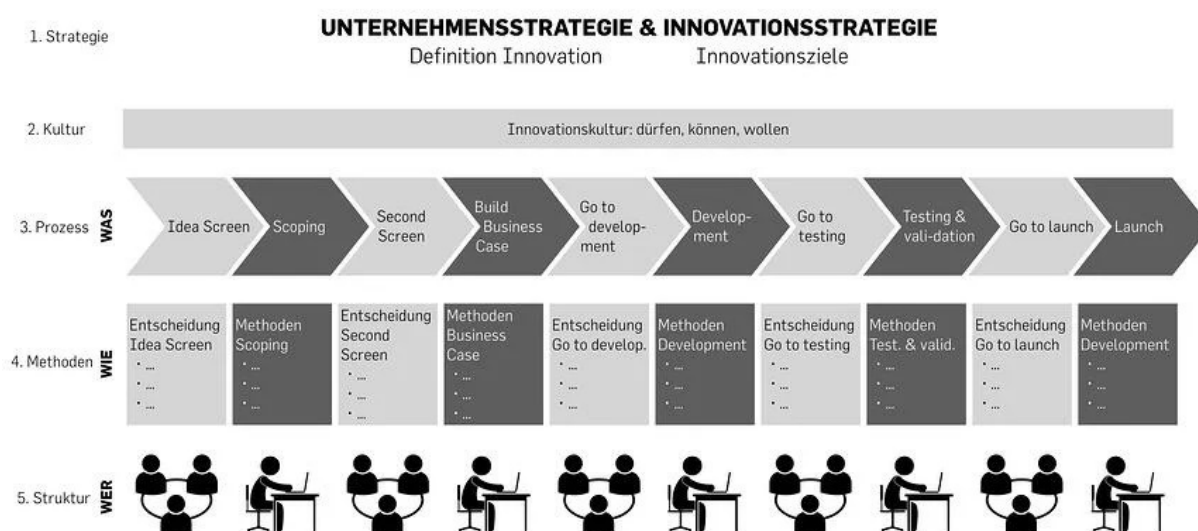 1. Strategie
UNTERNEHMENSSTRATEGIE & INNOVATIONSSTRATEGIE
Definition Innovation
Innovationsziele
2. Kultur
Innovationskultur: dürfen, können, wollen
3. Prozess
WAS
Idea Screen
Scoping
Second
Screen
Build
Business
Case
Go to
develop-
ment
Develop-
ment
Go to
testing
Testing &
vali-dation
Go to launch
Launch
4. Methoden
WIE
Entscheidung
Idea Screen
• ...
• ...
• ...
Methoden
Scoping
• ...
• ...
• ...
Entscheidung
Second
Screen
• ...
• ...
• ...
Methoden
Business
Case
• ...
• ...
• ...
Entscheidung
Go to develop.
• ...
• ...
• ...
Methoden
Development
• ...
• ...
• ...
Entscheidung
Go to testing
• ...
• ...
• ...
Methoden
Test. & valid.
• ...
• ...
• ...
Entscheidung
Go to launch
• ...
• ...
• ...
Methoden
Development
• ...
• ...
• ...
5. Struktur
WER